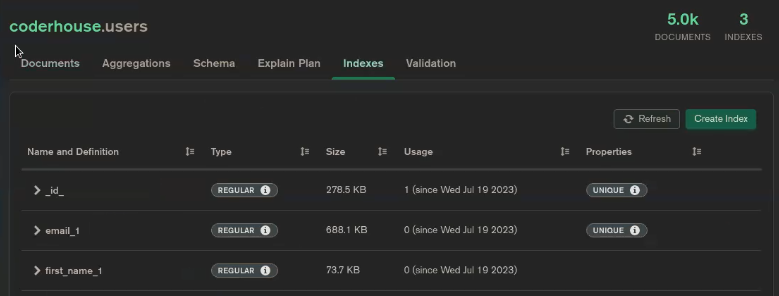 coderhouse.users
5.0k 3
DOCUMENTS INDEXES
Documents Aggregations Schema Explain Plan Indexes Validation
Refresh Create Index
Name and Definition Type Size Usage Properties
_id_ REGULAR 278.5 KB 1 (since Wed Jul 19 2023) UNIQUE
email_1 REGULAR 688.1 KB 0 (since Wed Jul 19 2023) UNIQUE
first_name_1 REGULAR 73.7 KB 0 (since Wed Jul 19 2023)